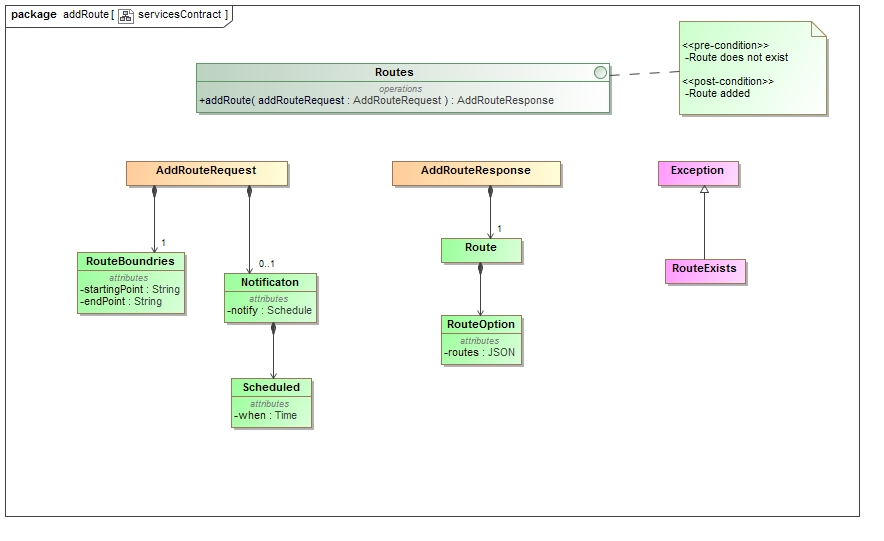 package addRoute [ servicesContract ]
<<pre-condition>>
-Route does not exist
<<post-condition>>
-Route added
Routes
operations
+addRoute( addRouteRequest : AddRouteRequest ) : AddRouteResponse
AddRouteRequest
AddRouteResponse
Exception
1
0..1
1
RouteBoundries
attributes
-startingPoint : String
-endPoint : String
Notificaton
attributes
-notify : Schedule
Scheduled
attributes
-when : Time
Route
RouteOption
attributes
-routes : JSON
RouteExists